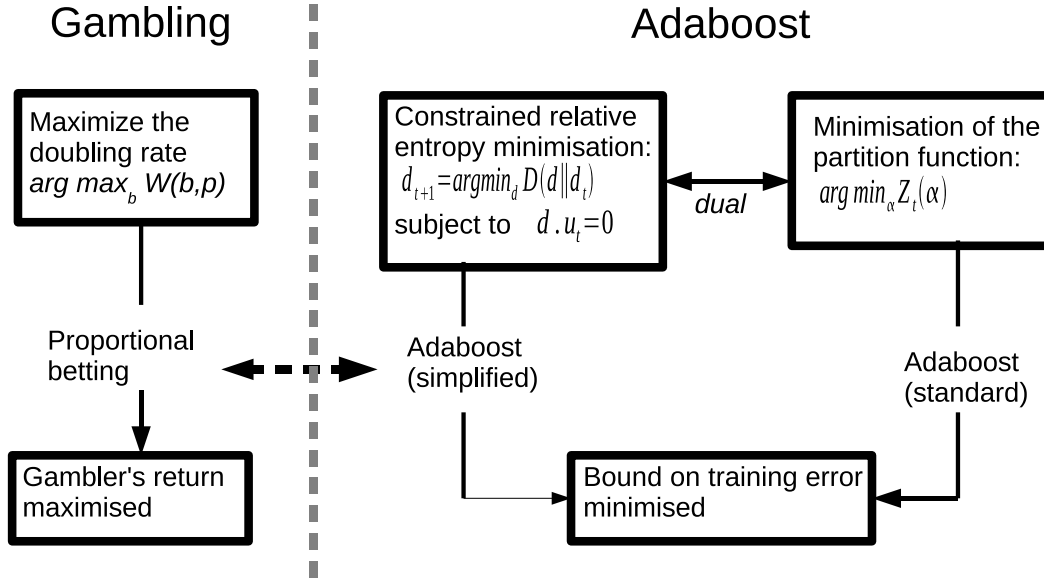 Gambling
Adaboost
Maximize the
doubling rate
arg max_b W(b,p)
Proportional
betting
Gambler's return
maximised
Constrained relative
entropy minimisation:
d_{t+1}=argmin_d D(d||d_t)
subject to d.u_t=0
dual
Minimisation of the
partition function:
arg min_α Z_t(α)
Adaboost
(simplified)
Adaboost
(standard)
Bound on training error
minimised